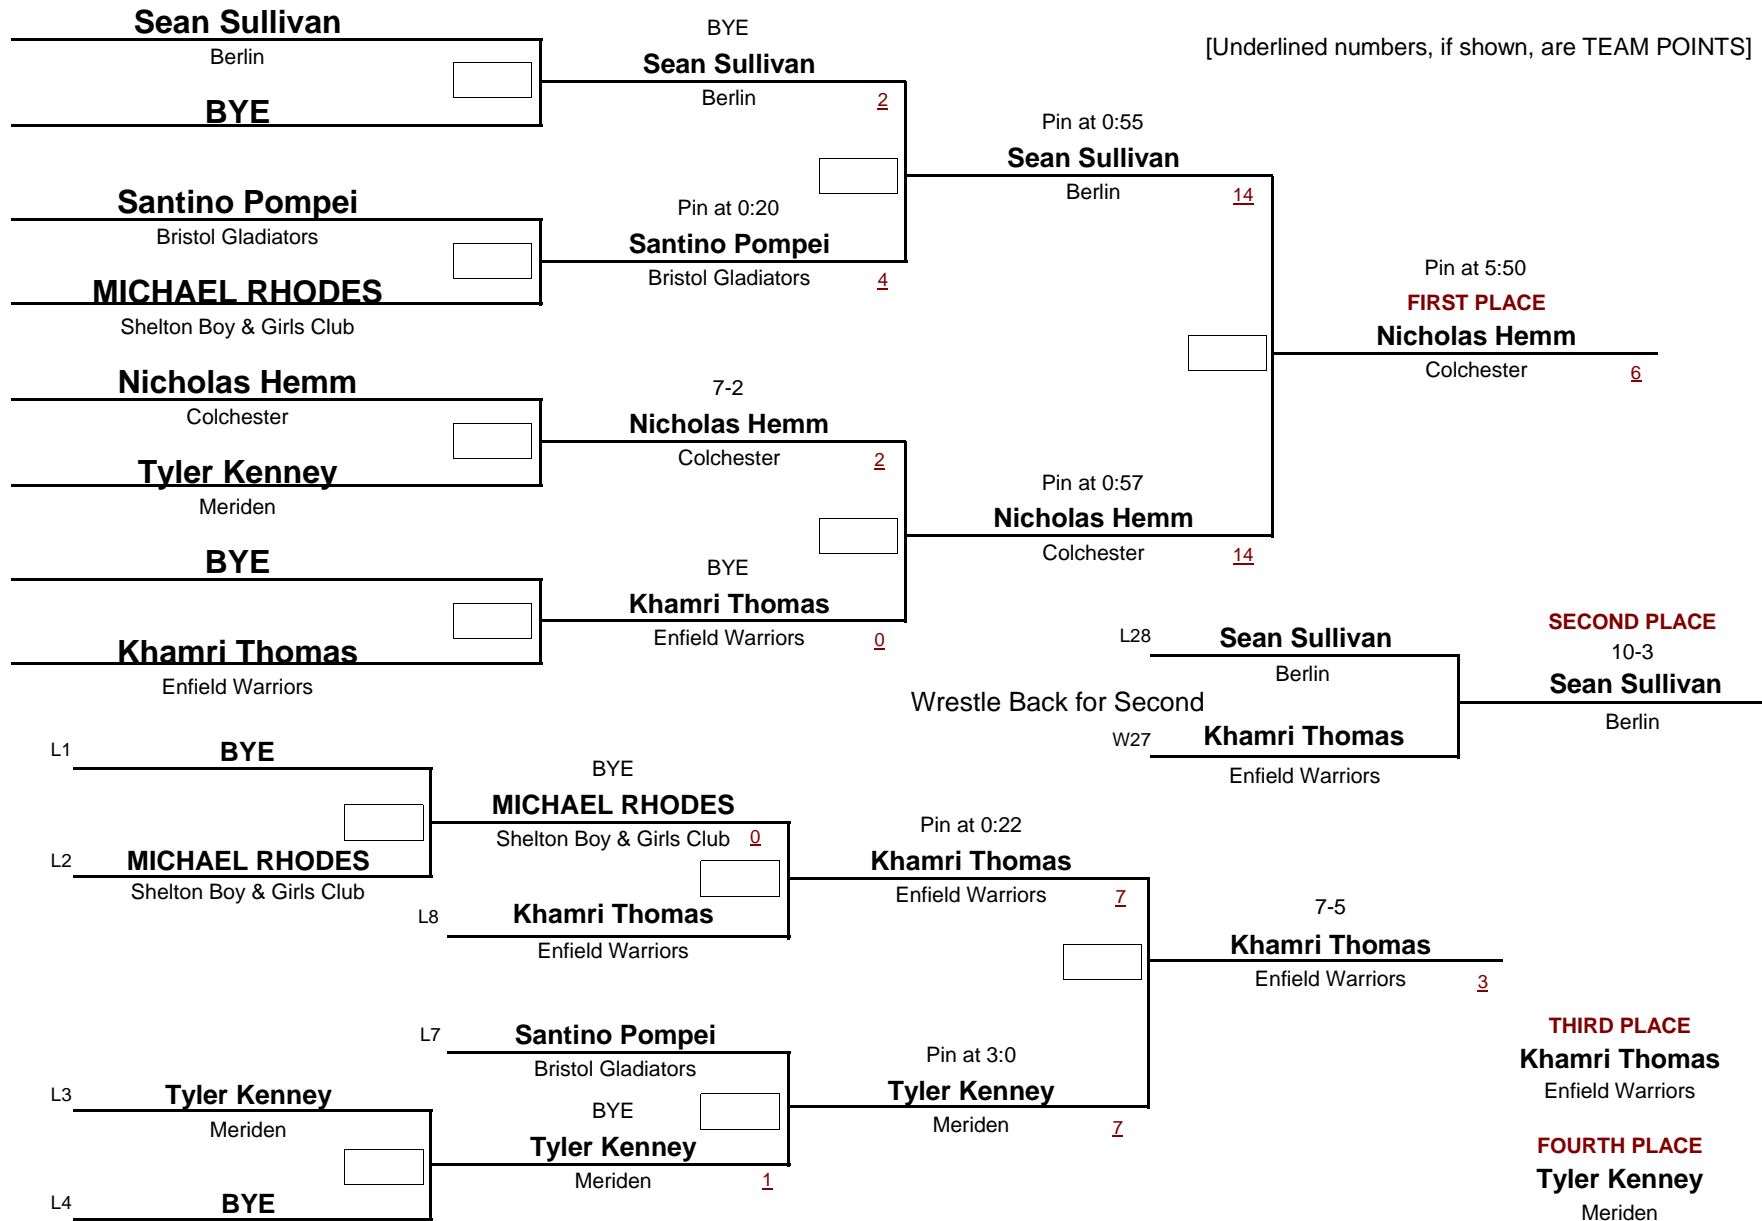 Sean Sullivan
Berlin
BYE
Santino Pompei
Bristol Gladiators
MICHAEL RHODES
Shelton Boy & Girls Club
Nicholas Hemm
Colchester
Tyler Kenney
Meriden
BYE
Khamri Thomas
Enfield Warriors
BYE
Sean Sullivan
Berlin
2
Pin at 0:20
Santino Pompei
Bristol Gladiators
4
7-2
Nicholas Hemm
Colchester
2
BYE
Khamri Thomas
Enfield Warriors
0
[Underlined numbers, if shown, are TEAM POINTS]
Pin at 0:55
Sean Sullivan
Berlin
14
Pin at 0:57
Nicholas Hemm
Colchester
14
Pin at 5:50
FIRST PLACE
Nicholas Hemm
Colchester
6
L28
Sean Sullivan
Berlin
Wrestle Back for Second
W27
Khamri Thomas
Enfield Warriors
SECOND PLACE
10-3
Sean Sullivan
Berlin
L1
BYE
L2
MICHAEL RHODES
Shelton Boy & Girls Club
BYE
MICHAEL RHODES
Shelton Boy & Girls Club
0
L8
Khamri Thomas
Enfield Warriors
L7
Santino Pompei
Bristol Gladiators
L3
Tyler Kenney
Meriden
L4
BYE
BYE
Tyler Kenney
Meriden
1
Pin at 0:22
Khamri Thomas
Enfield Warriors
7
Pin at 3:0
Tyler Kenney
Meriden
7
7-5
Khamri Thomas
Enfield Warriors
3
THIRD PLACE
Khamri Thomas
Enfield Warriors
FOURTH PLACE
Tyler Kenney
Meriden